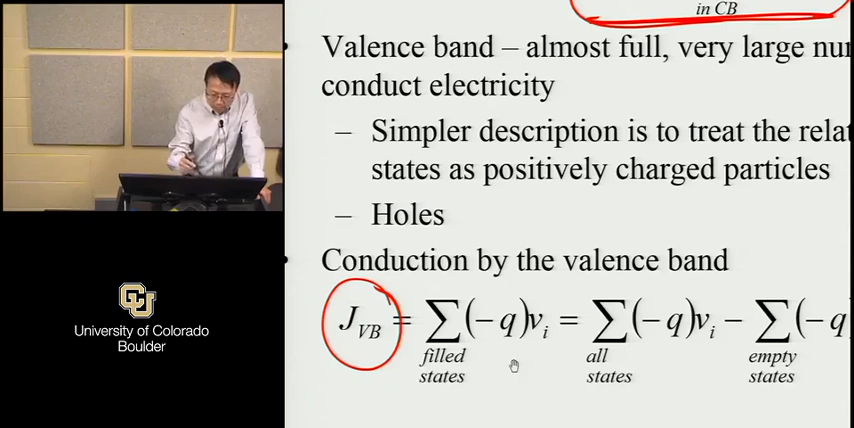 in CB
• Valence band – almost full, very large
conduct electricity
– Simpler description is to treat the
states as positively charged particles
– Holes
• Conduction by the valence band
J_VB = ∑(−q)v_i = ∑(−q)v_i − ∑(−q
filled all empty
states states states
CU
University of Colorado
Boulder